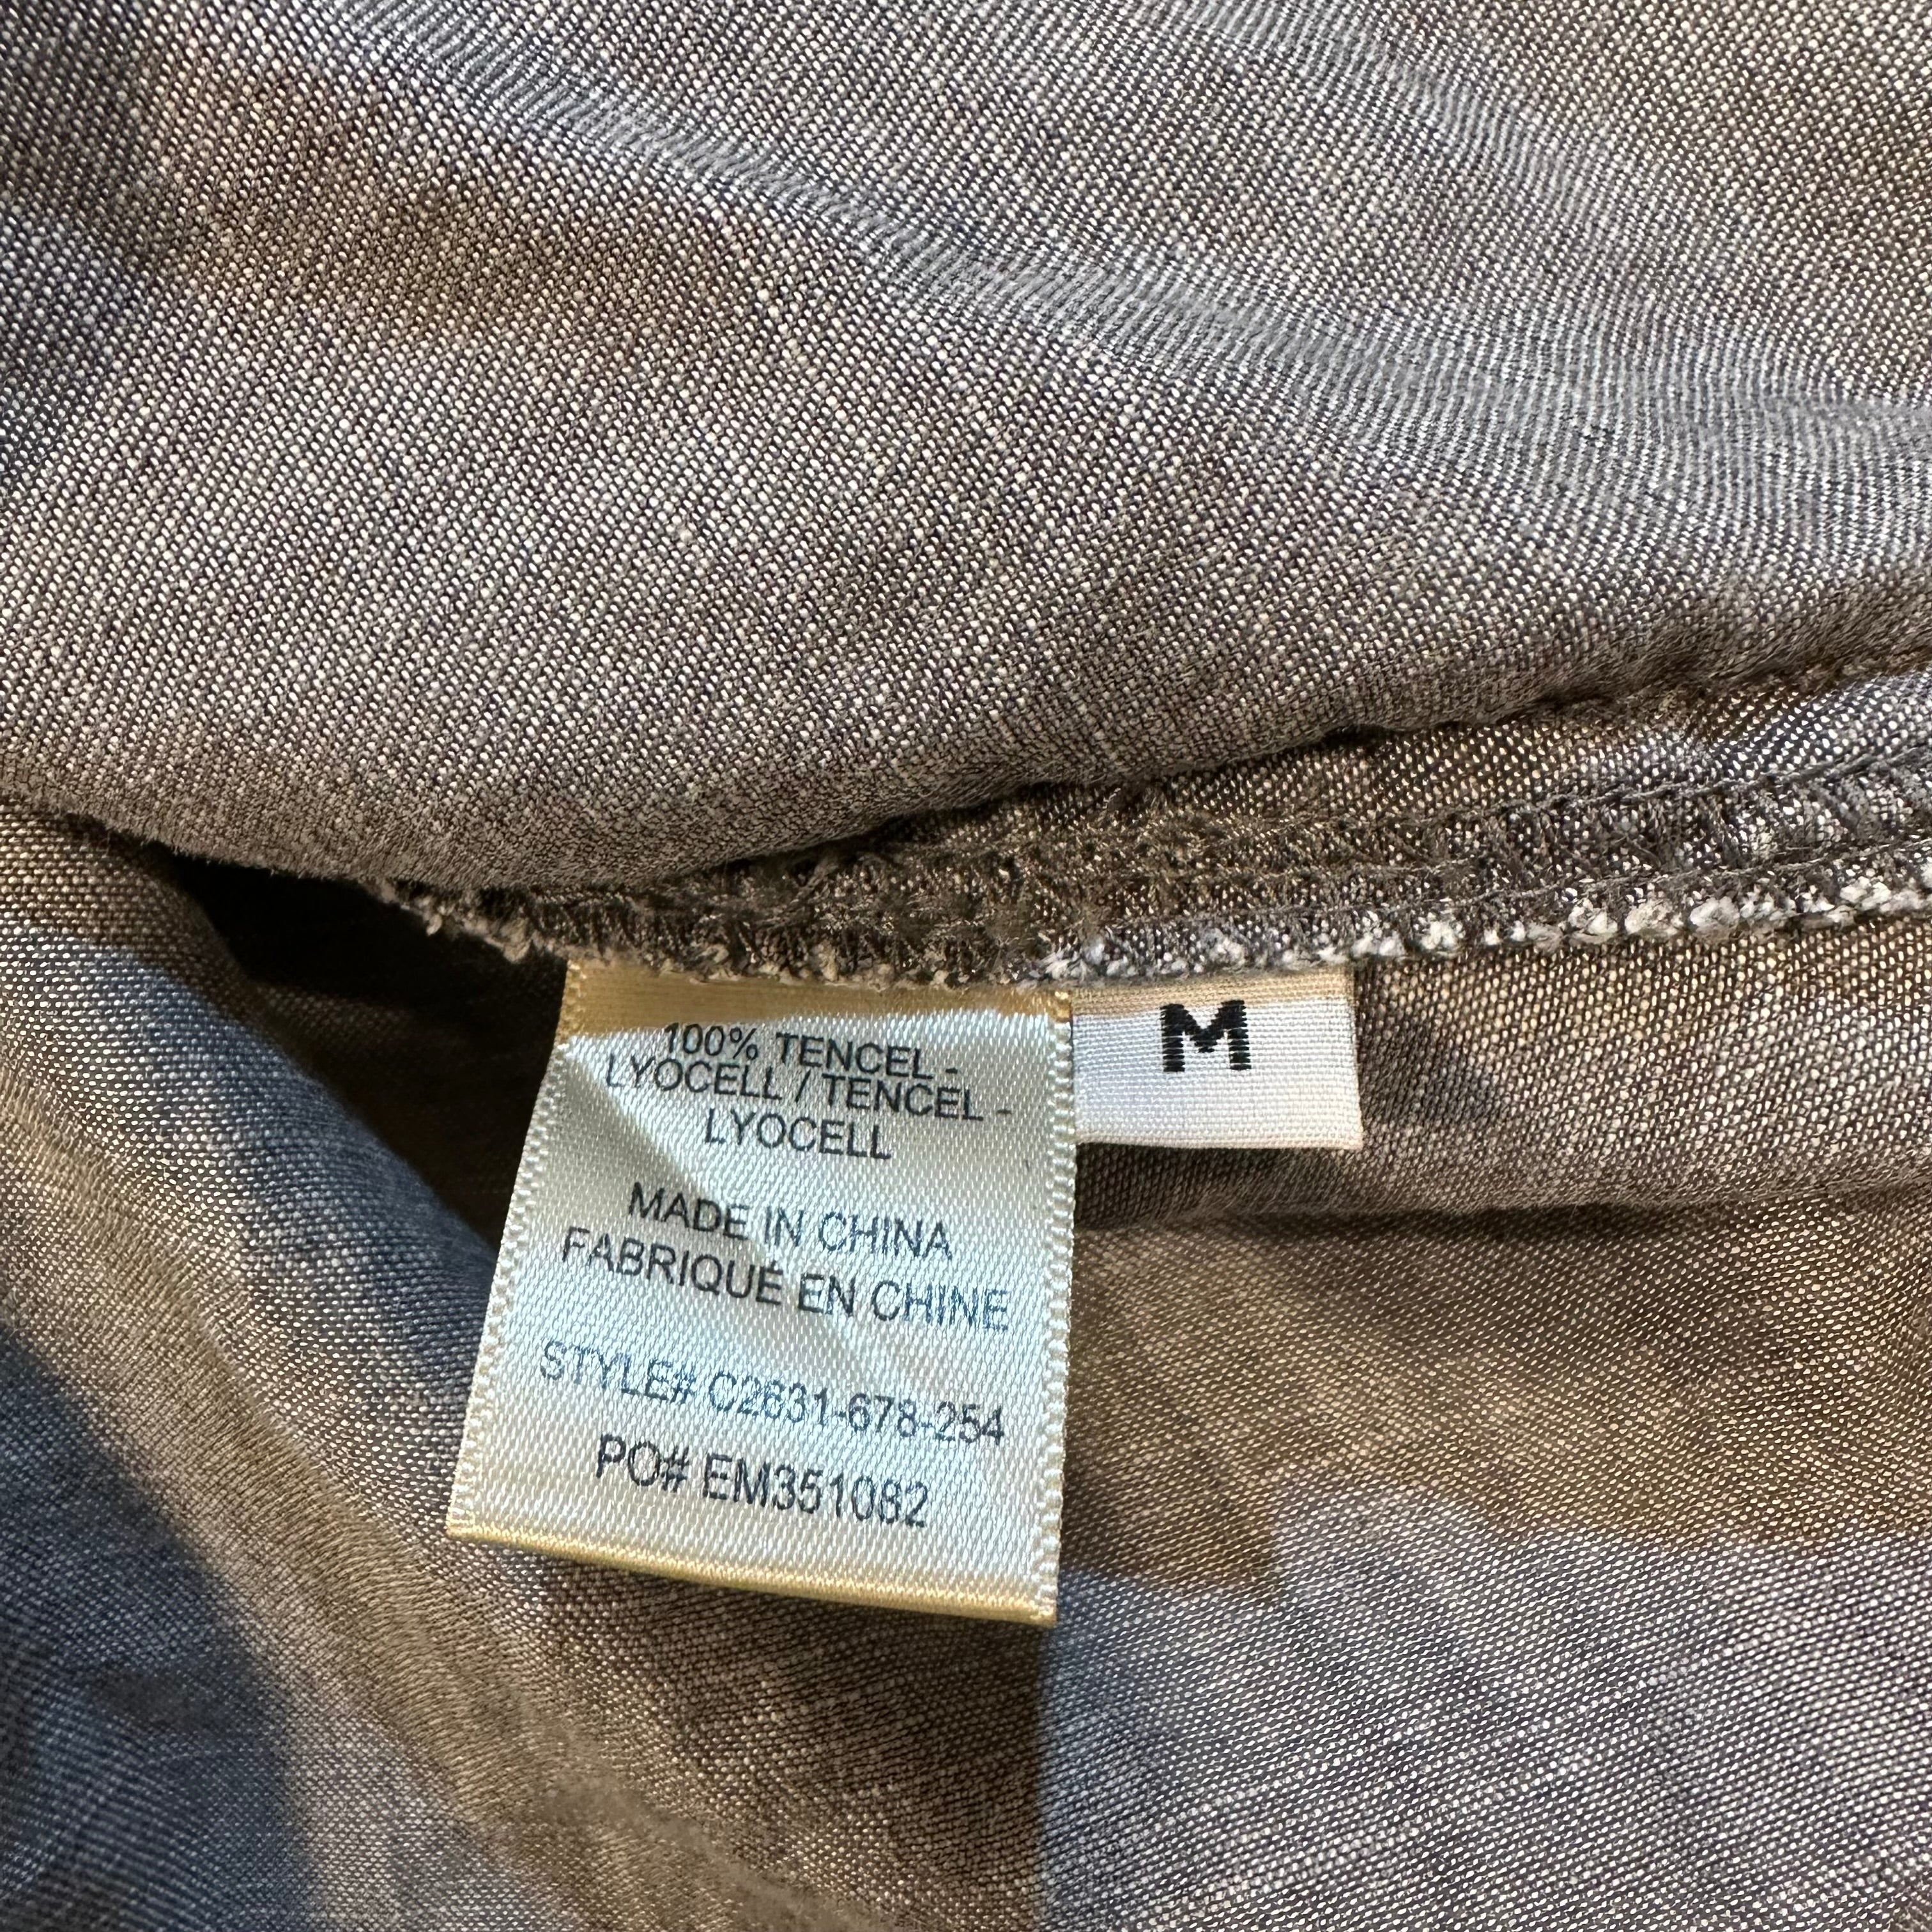 100% TENCEL -
LYOCELL / TENCEL -
LYOCELL
MADE IN CHINA
FABRIQUÉ EN CHINE
STYLE# C2631-678-254
PO# EM351082
M